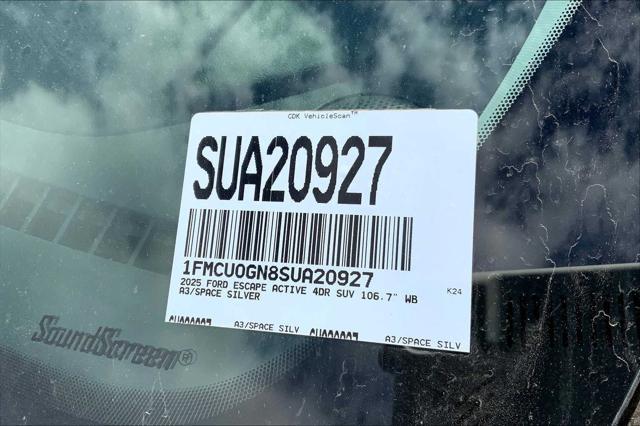 CDK VehicleScan™
SUA20927
1FMCU0GN8SUA20927
2025 FORD ESCAPE ACTIVE 4DR SUV 106.7" WB
K24
A3/SPACE SILVER
A3/SPACE SILV
A3/SPACE SILV
SoundScreen®